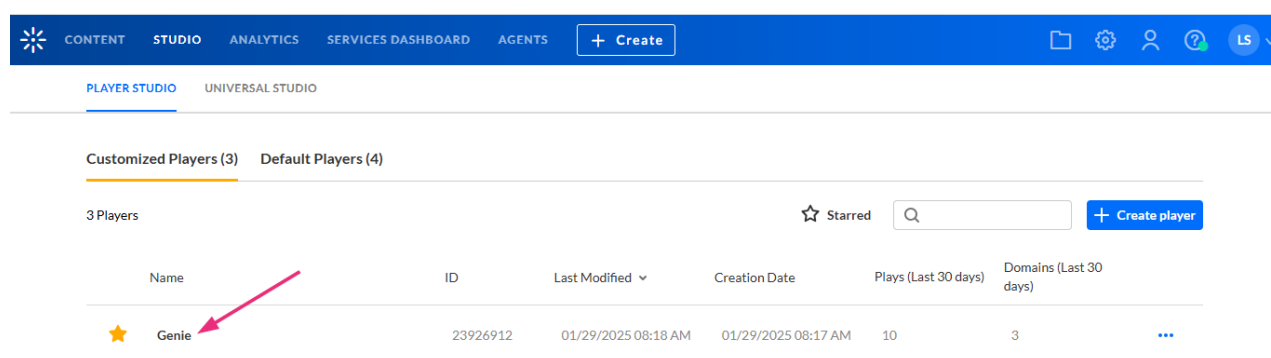 CONTENT STUDIO ANALYTICS SERVICES DASHBOARD AGENTS + Create LS
PLAYER STUDIO UNIVERSAL STUDIO
Customized Players (3) Default Players (4)
3 Players Starred + Create player
Name ID Last Modified Creation Date Plays (Last 30 days) Domains (Last 30
days)
Genie 23926912 01/29/2025 08:18 AM 01/29/2025 08:17 AM 10 3